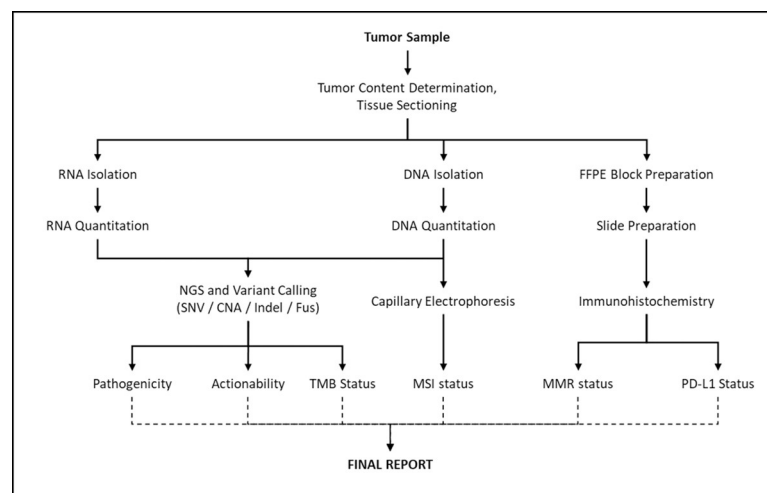 Tumor Sample
Tumor Content Determination,
Tissue Sectioning
RNA Isolation
DNA Isolation
FFPE Block Preparation
RNA Quantitation
DNA Quantitation
Slide Preparation
NGS and Variant Calling
(SNV / CNA / Indel / Fus)
Capillary Electrophoresis
Immunohistochemistry
Pathogenicity
Actionability
TMB Status
MSI status
MMR status
PD-L1 Status
FINAL REPORT